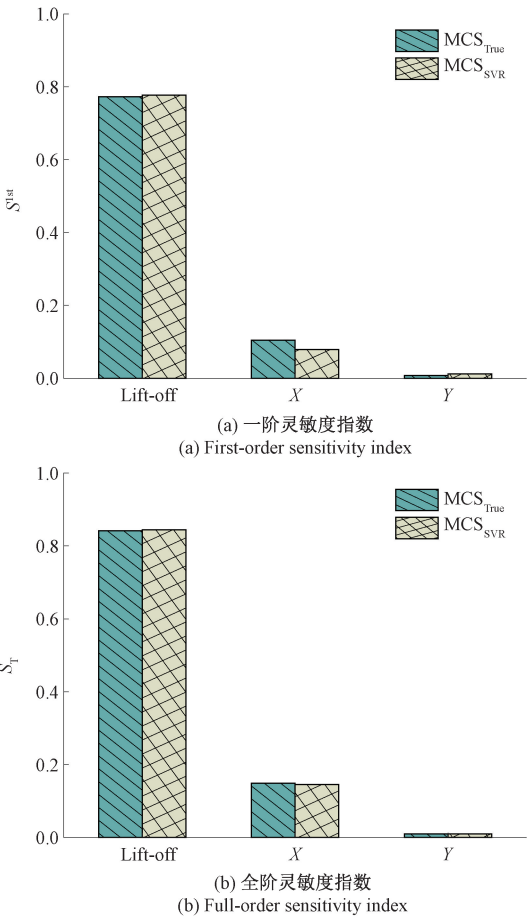 1.0
MCS_True
MCS_SVR
0.8
0.6
S^1st
0.4
0.2
0.0
Lift-off X Y
(a) 一阶灵敏度指数
(a) First-order sensitivity index
1.0
MCS_True
MCS_SVR
0.8
0.6
S_T
0.4
0.2
0.0
Lift-off X Y
(b) 全阶灵敏度指数
(b) Full-order sensitivity index